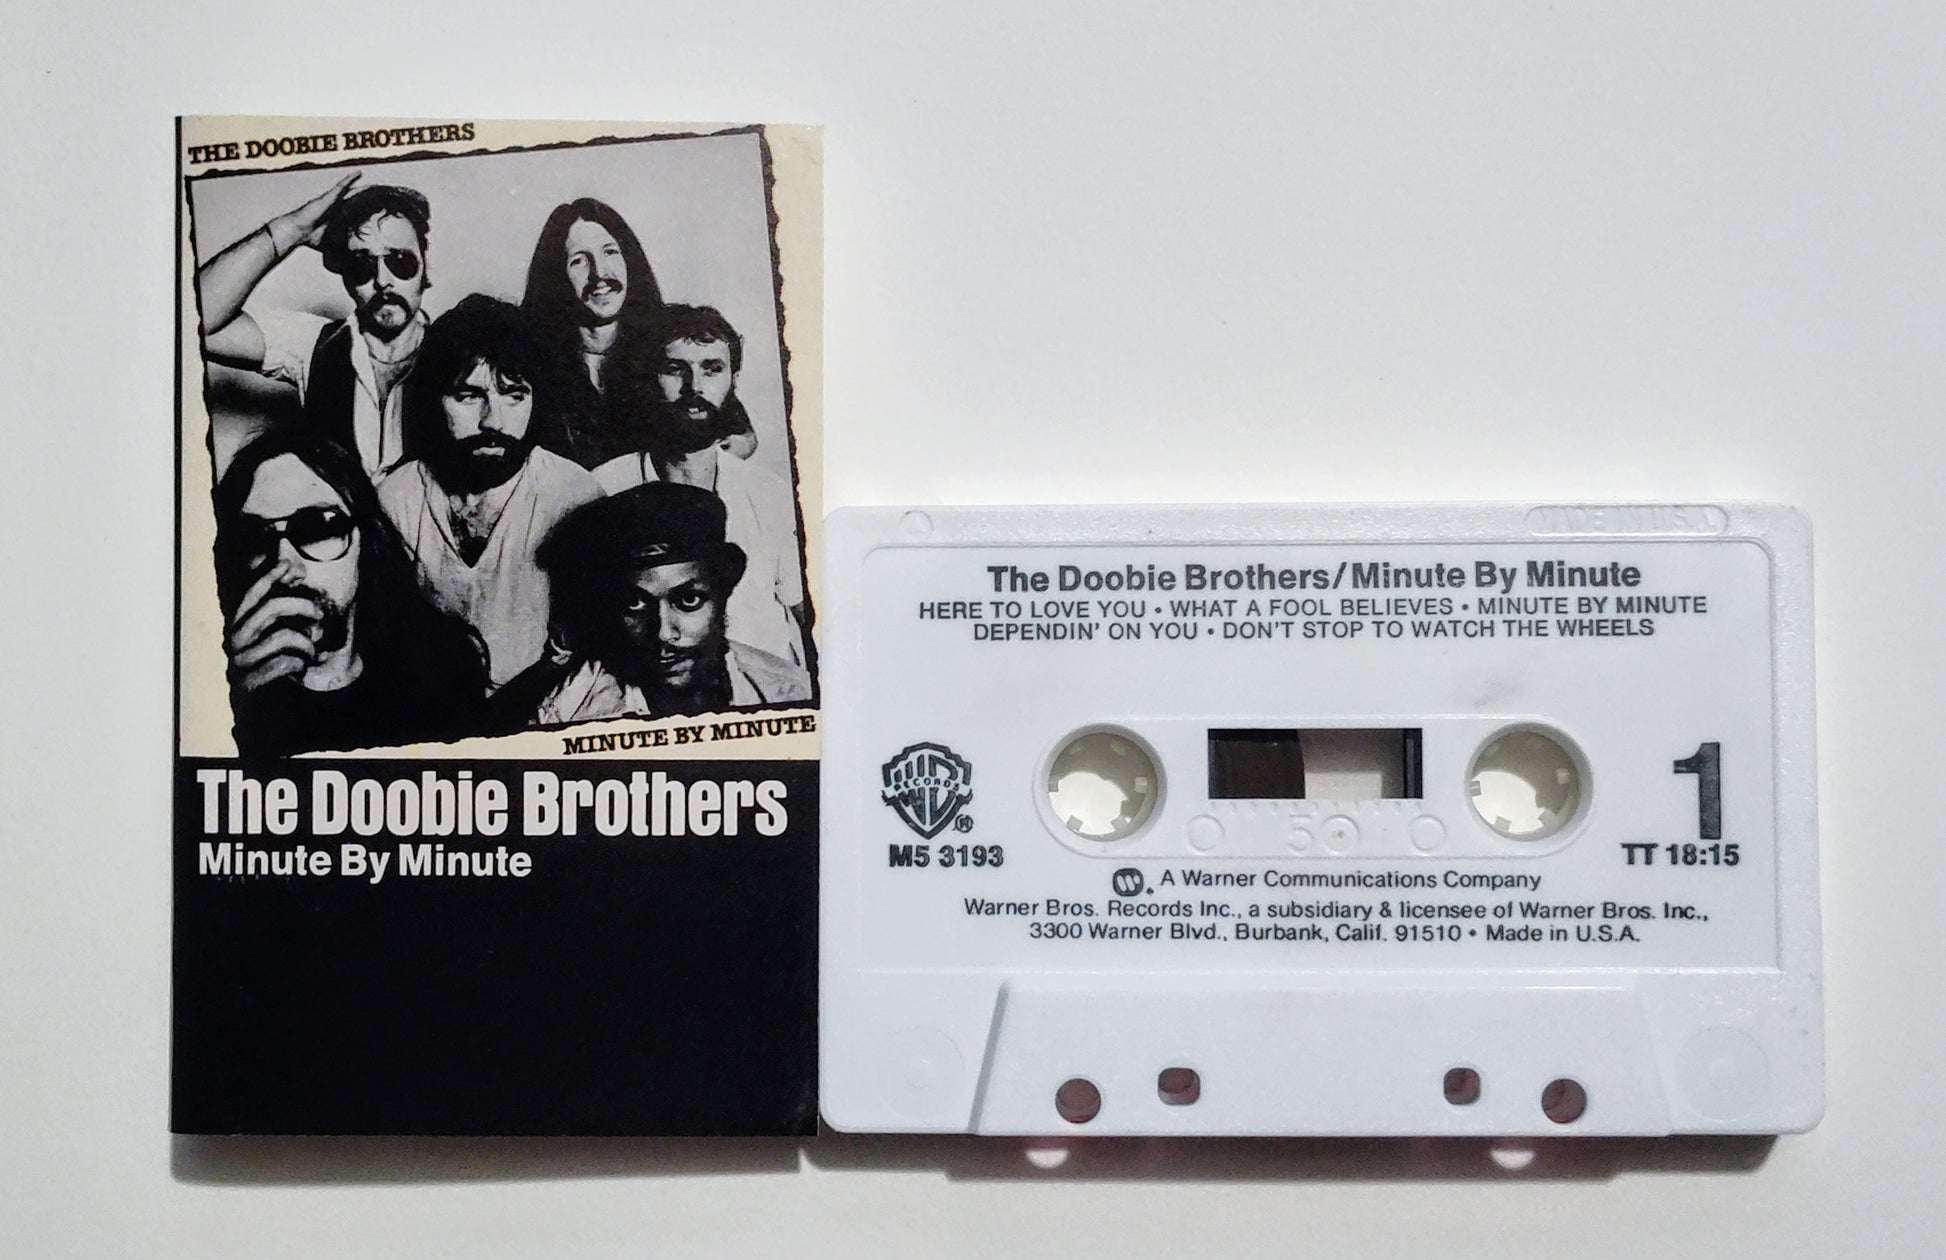 THE DOOBIE BROTHERS
MINUTE BY MINUTE
The Doobie Brothers
Minute By Minute
MADE IN U.S.A.
The Doobie Brothers/Minute By Minute
HERE TO LOVE YOU • WHAT A FOOL BELIEVES • MINUTE BY MINUTE
DEPENDIN' ON YOU • DON'T STOP TO WATCH THE WHEELS
WB
RECORDS
®
M5 3193
1
TT 18:15
50
A Warner Communications Company
Warner Bros. Records Inc., a subsidiary & licensee of Warner Bros. Inc.,
3300 Warner Blvd., Burbank, Calif. 91510 • Made in U.S.A.